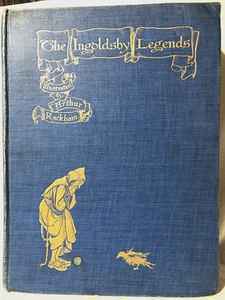 The Ingoldsby Legends
Illustrated
By
Arthur
Rackham